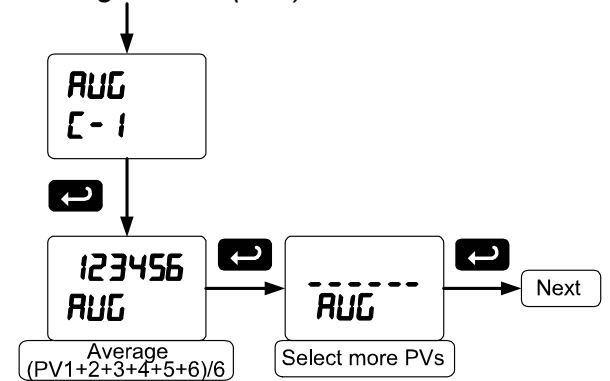 AVG
C-1
123456
AVG
Average
(PV1+2+3+4+5+6)/6
------
AVG
Select more PVs
Next